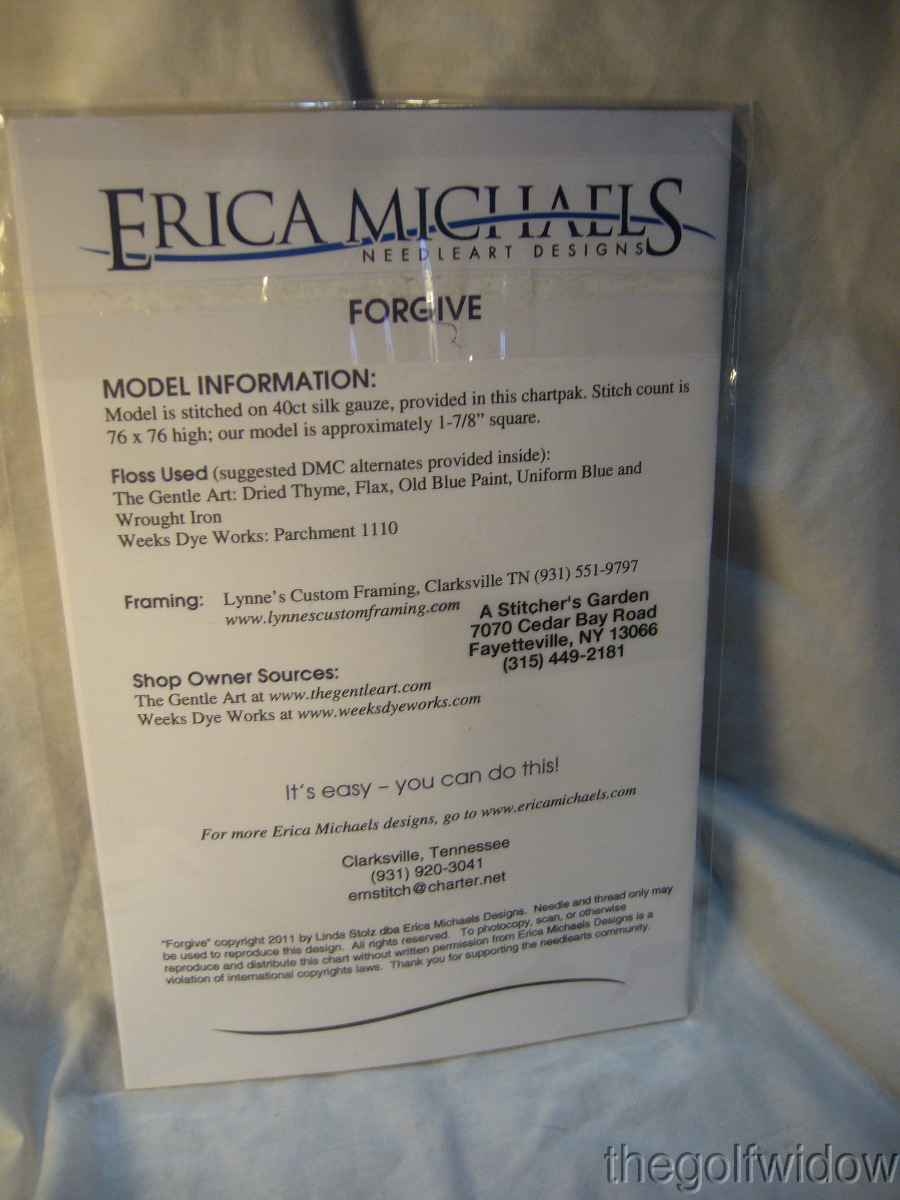 ERICA MICHAELS
NEEDLEART DESIGNS
FORGIVE
MODEL INFORMATION:
Model is stitched on 40ct silk gauze, provided in this chartpak. Stitch count is
76 x 76 high; our model is approximately 1-7/8” square.
Floss Used (suggested DMC alternates provided inside):
The Gentle Art: Dried Thyme, Flax, Old Blue Paint, Uniform Blue and
Wrought Iron
Weeks Dye Works: Parchment 1110
Framing: Lynne's Custom Framing, Clarksville TN (931) 551-9797
www.lynnescustomframing.com
A Stitcher's Garden
7070 Cedar Bay Road
Fayetteville, NY 13066
(315) 449-2181
Shop Owner Sources:
The Gentle Art at www.thegentleart.com
Weeks Dye Works at www.weeksdyeworks.com
It's easy – you can do this!
For more Erica Michaels designs, go to www.ericamichaels.com
Clarksville, Tennessee
(931) 920-3041
emstitch@charter.net
"Forgive" copyright 2011 by Linda Stolz dba Erica Michaels Designs. Needle and thread only may
be used to reproduce this design. All rights reserved. To photocopy, scan, or otherwise
reproduce and distribute this chart without written permission from Erica Michaels Designs is a
violation of international copyrights laws. Thank you for supporting the needlearts community.
thegolfwidow